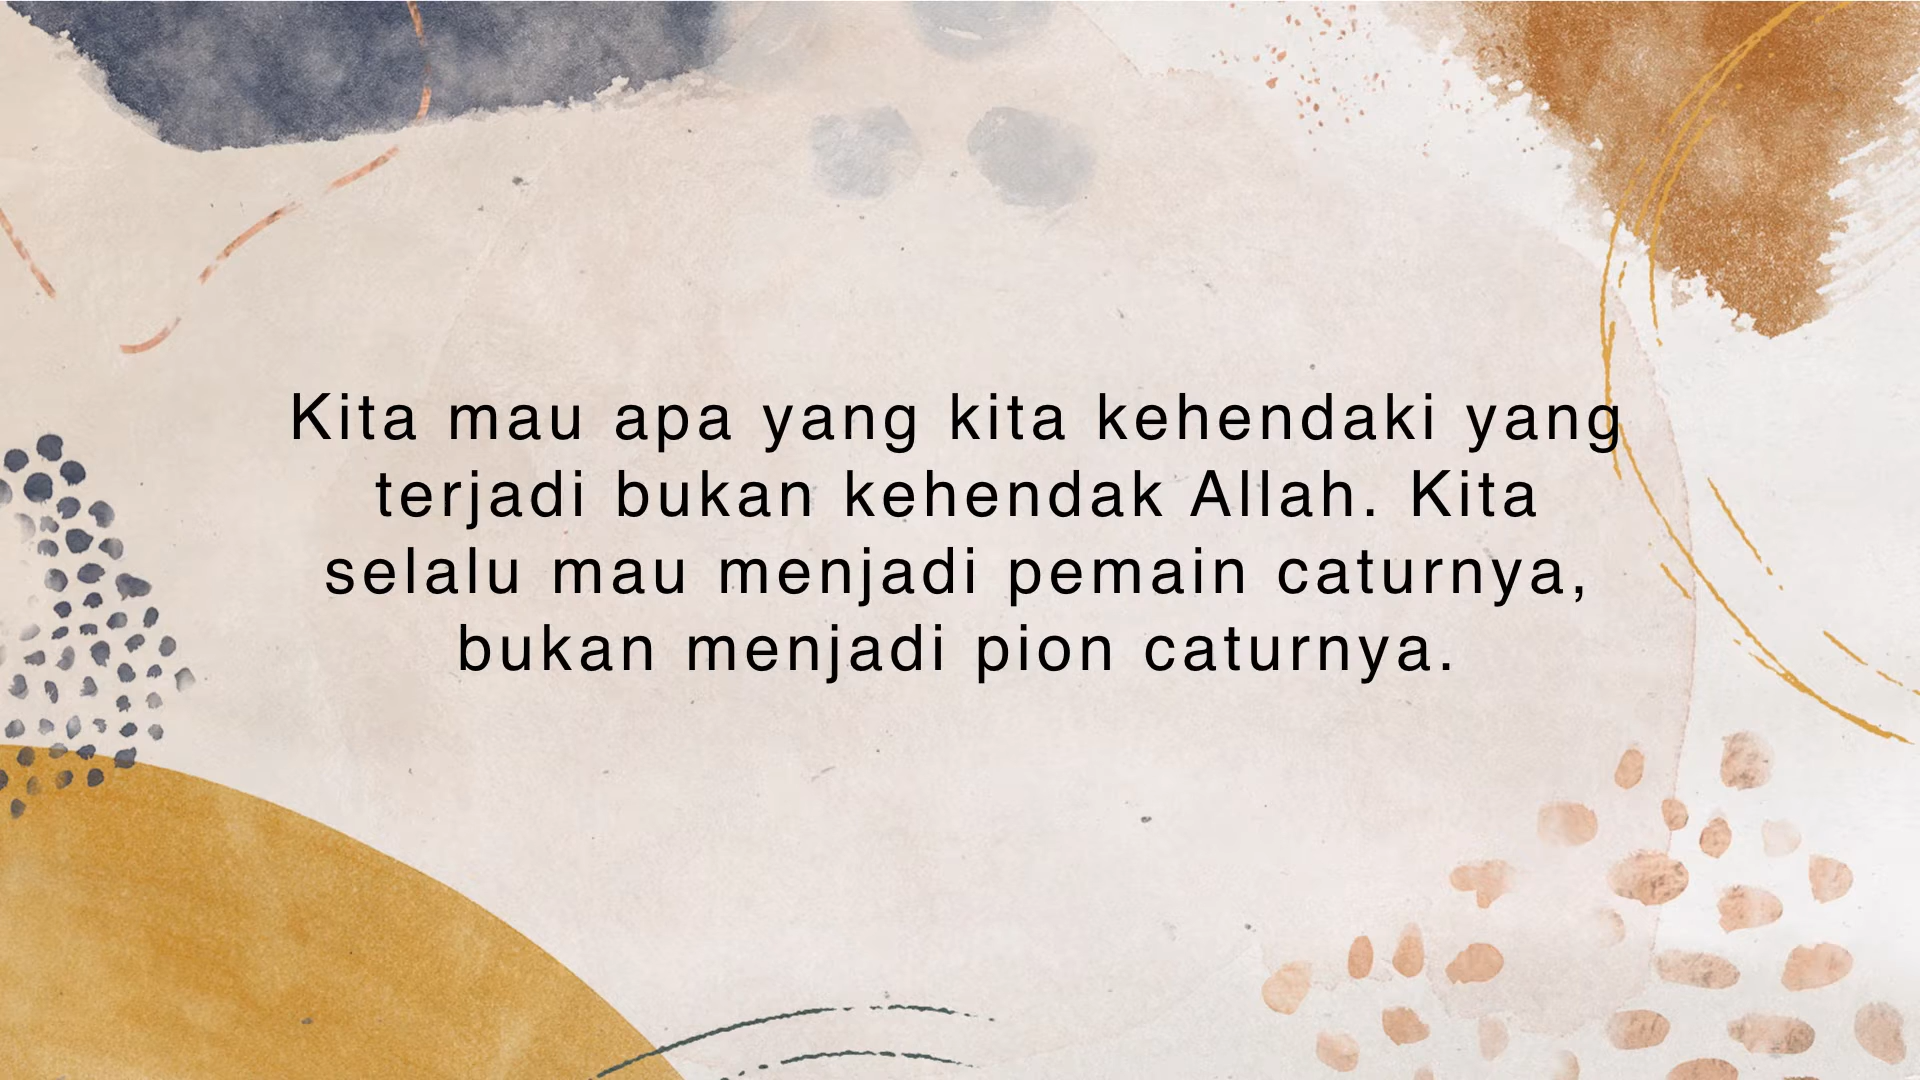 Kita mau apa yang kita kehendaki yang
terjadi bukan kehendak Allah. Kita
selalu mau menjadi pemain caturnya,
bukan menjadi pion caturnya.